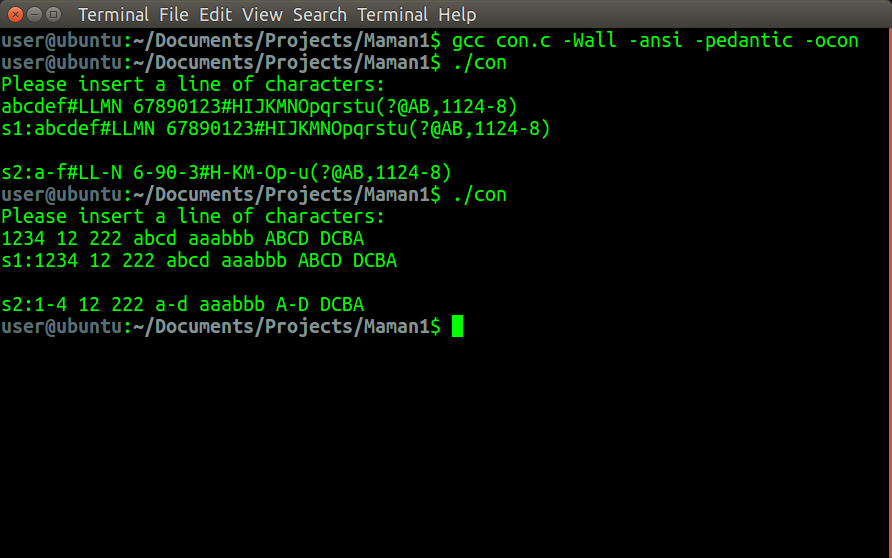 Terminal File Edit View Search Terminal Help
user@ubuntu:~/Documents/Projects/Maman1$ gcc con.c -Wall -ansi -pedantic -ocon
user@ubuntu:~/Documents/Projects/Maman1$ ./con
Please insert a line of characters:
abcdef#LLMN 67890123#HIJKMNOpqrstu(?@AB,1124-8)
s1:abcdef#LLMN 67890123#HIJKMNOpqrstu(?@AB,1124-8)
s2:a-f#LL-N 6-90-3#H-KM-Op-u(?@AB,1124-8)
user@ubuntu:~/Documents/Projects/Maman1$ ./con
Please insert a line of characters:
1234 12 222 abcd aaabbb ABCD DCBA
s1:1234 12 222 abcd aaabbb ABCD DCBA
s2:1-4 12 222 a-d aaabbb A-D DCBA
user@ubuntu:~/Documents/Projects/Maman1$